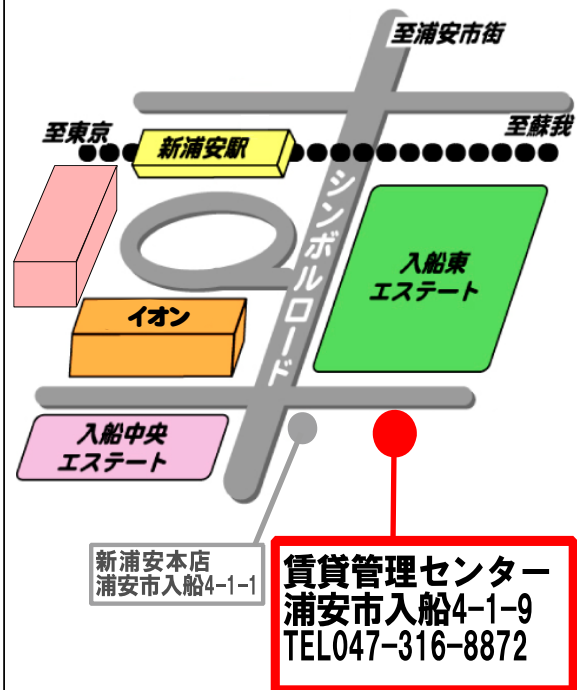 至浦安市街
至東京
至蘇我
新浦安駅
シンボルロード
入船東
エステート
イオン
入船中央
エステート
新浦安本店
浦安市入船4-1-1
賃貸管理センター
浦安市入船4-1-9
TEL047-316-8872